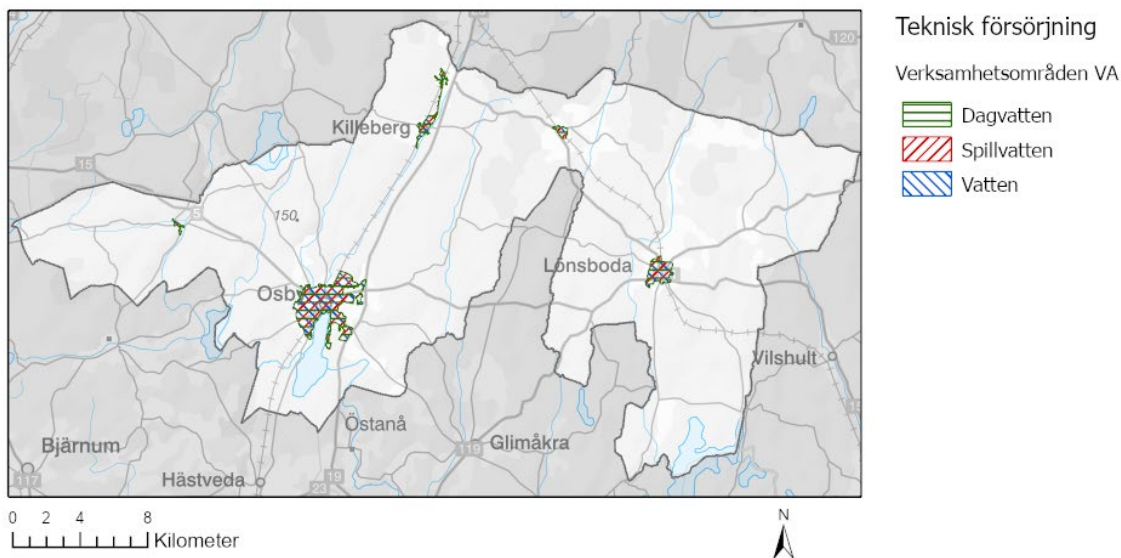 120
Killeberg
15
5
150
Lönsboda
Osby
Vilshult
Östanå
Glimåkra
Bjärnum
119
Hästveda
19
117
23
Teknisk försörjning
Verksamhetsområden VA
Dagvatten
Spillvatten
Vatten
0 2 4 8
Kilometer
N